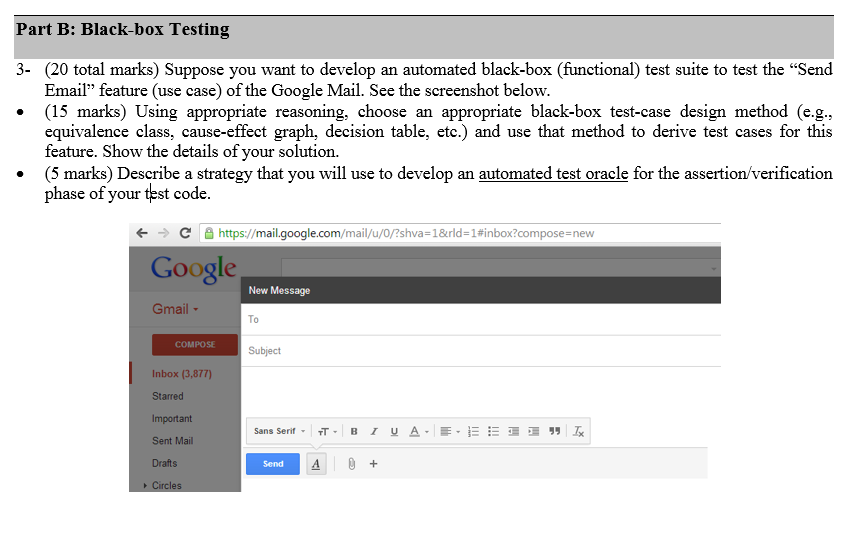 Part B: Black-box Testing
3- (20 total marks) Suppose you want to develop an automated black-box (functional) test suite to test the “Send
Email” feature (use case) of the Google Mail. See the screenshot below.
• (15 marks) Using appropriate reasoning, choose an appropriate black-box test-case design method (e.g.,
equivalence class, cause-effect graph, decision table, etc.) and use that method to derive test cases for this
feature. Show the details of your solution.
• (5 marks) Describe a strategy that you will use to develop an automated test oracle for the assertion/verification
phase of your test code.
https://mail.google.com/mail/u/0/?shva=1&rld=1#inbox?compose=new
Google
New Message
Gmail
To
COMPOSE
Subject
Inbox (3,877)
Starred
Important
Sans Serif TT B I U A Tx
Sent Mail
Drafts
Send A +
Circles